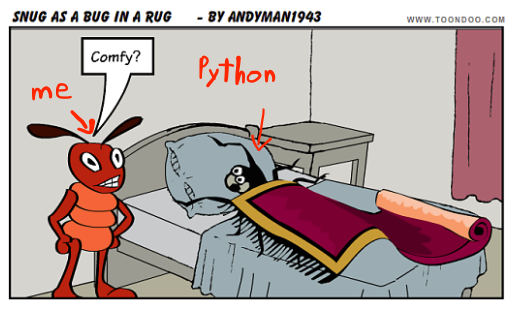 SNUG AS A BUG IN A RUG - BY ANDYMAN1943 WWW.TOONDOO.COM
Comfy?
me
Python